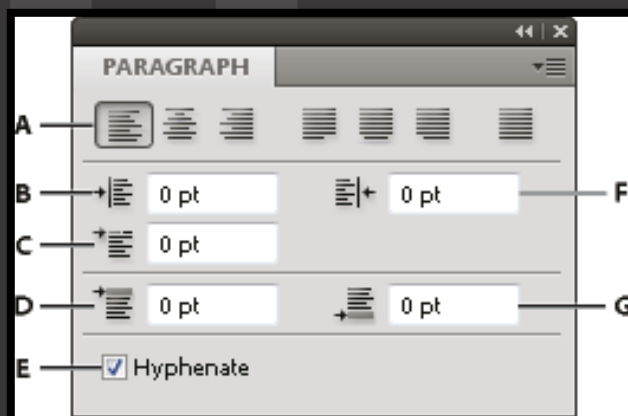 PARAGRAPH
A
B 0 pt 0 pt F
C 0 pt
D 0 pt 0 pt G
E Hyphenate